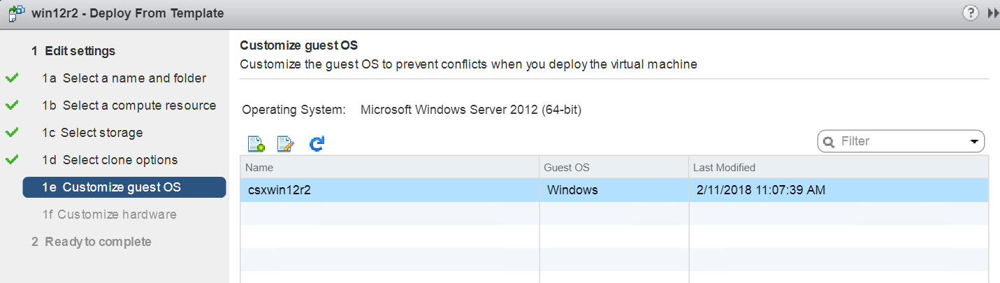 win12r2 - Deploy From Template
?
1 Edit settings
1a Select a name and folder
1b Select a compute resource
1c Select storage
1d Select clone options
1e Customize guest OS
1f Customize hardware
2 Ready to complete
Customize guest OS
Customize the guest OS to prevent conflicts when you deploy the virtual machine
Operating System: Microsoft Windows Server 2012 (64-bit)
Filter
Name Guest OS Last Modified
csxwin12r2 Windows 2/11/2018 11:07:39 AM